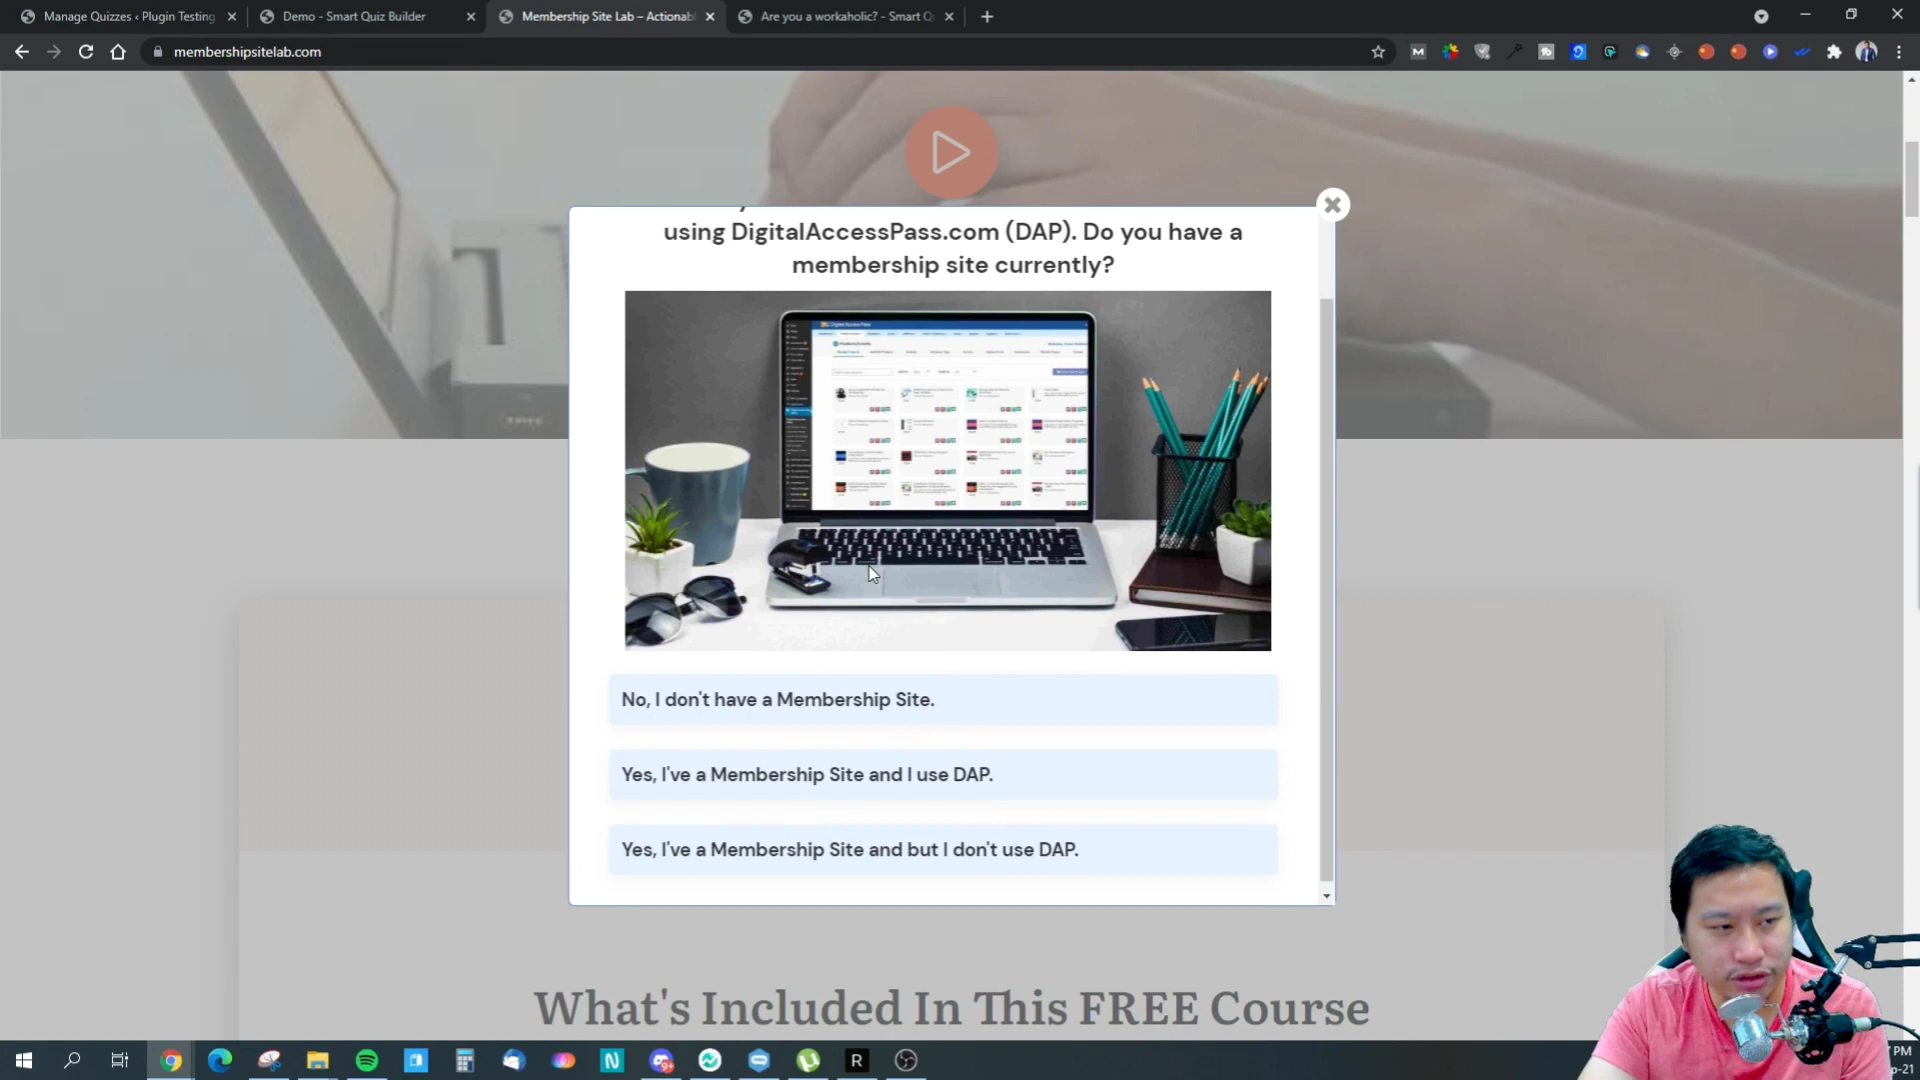 Manage Quizzes ‹ Plugin Testing
Demo - Smart Quiz Builder
Membership Site Lab – Actionabl
Are you a workaholic? - Smart Q
membershipsitelab.com
using DigitalAccessPass.com (DAP). Do you have a
membership site currently?
No, I don't have a Membership Site.
Yes, I've a Membership Site and I use DAP.
Yes, I've a Membership Site and but I don't use DAP.
What's Included In This FREE Course
PM